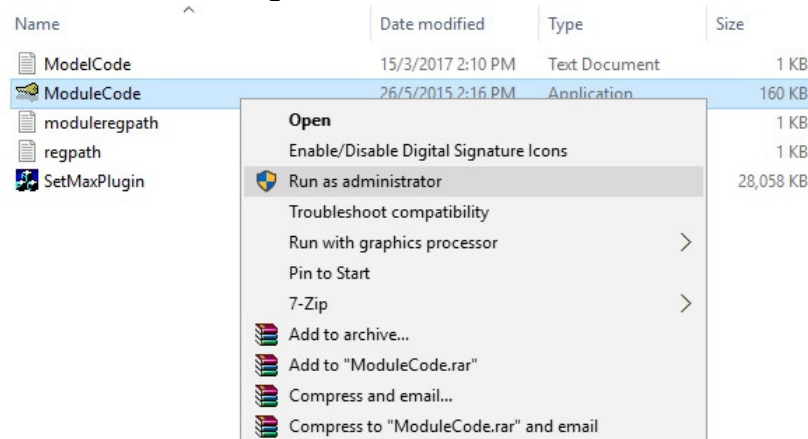 Name Date modified Type Size
ModelCode 15/3/2017 2:10 PM Text Document 1 KB
ModuleCode 26/5/2015 2:16 PM Application 160 KB
moduleregpath 1 KB
Open
regpath 1 KB
Enable/Disable Digital Signature Icons
SetMaxPlugin 28,058 KB
Run as administrator
Troubleshoot compatibility
Run with graphics processor
Pin to Start
7-Zip
Add to archive...
Add to "ModuleCode.rar"
Compress and email...
Compress to "ModuleCode.rar" and email